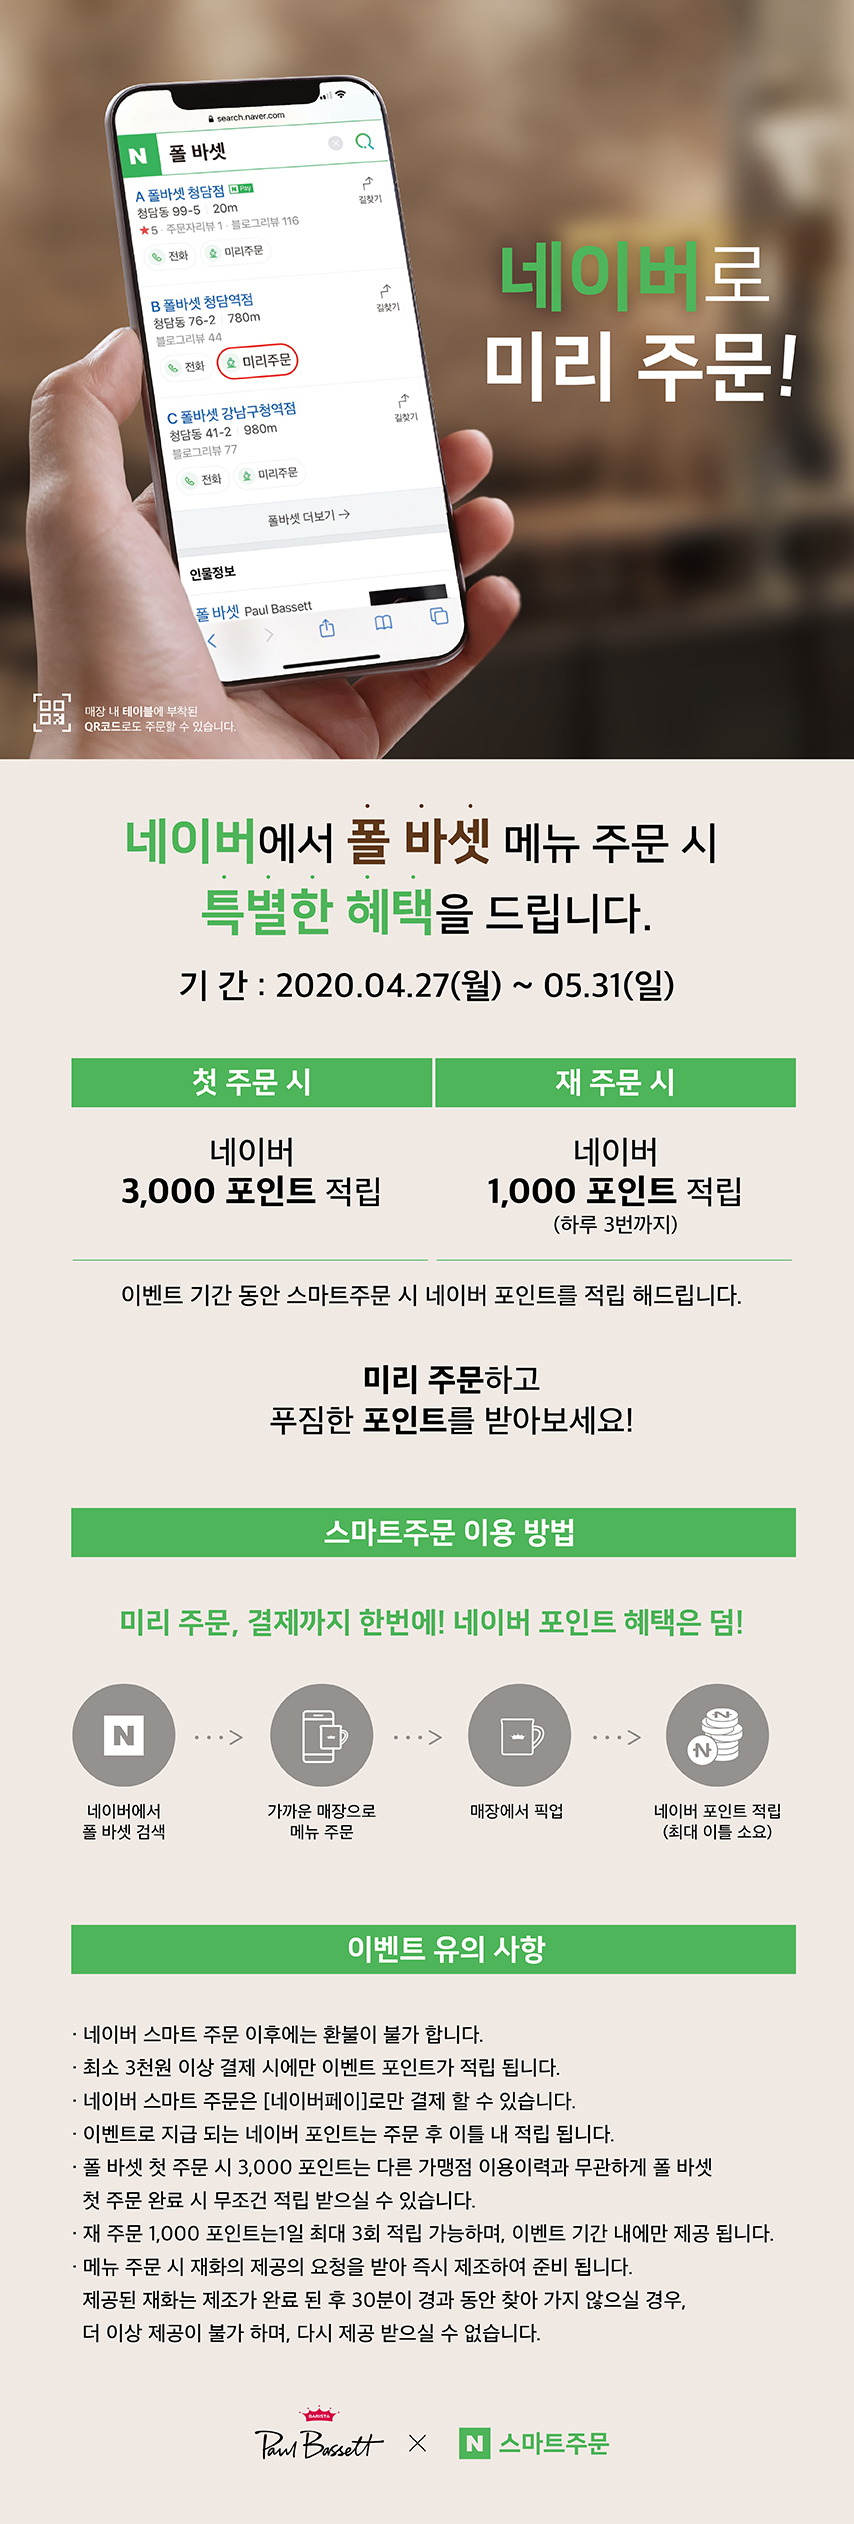 search.naver.com
N 폴 바셋
A 폴바셋 청담점 N Pay
청담동 99-5 20m
길찾기
★5 · 주문자리뷰 1 · 블로그리뷰 116
전화 미리주문
B 폴바셋 청담역점
청담동 76-2 780m
길찾기
블로그리뷰 44
전화 미리주문
C 폴바셋 강남구청역점
청담동 41-2 980m
길찾기
블로그리뷰 77
전화 미리주문
폴바셋 더보기 →
인물정보
폴 바셋 Paul Bassett
네이버로
미리 주문!
매장 내 테이블에 부착된
QR코드로도 주문할 수 있습니다.
네이버에서 폴 바셋 메뉴 주문 시
특별한 혜택을 드립니다.
기 간 : 2020.04.27(월) ~ 05.31(일)
첫 주문 시
네이버
3,000 포인트 적립
재 주문 시
네이버
1,000 포인트 적립
(하루 3번까지)
이벤트 기간 동안 스마트주문 시 네이버 포인트를 적립 해드립니다.
미리 주문하고
푸짐한 포인트를 받아보세요!
스마트주문 이용 방법
미리 주문, 결제까지 한번에! 네이버 포인트 혜택은 덤!
N
네이버에서
폴 바셋 검색
가까운 매장으로
메뉴 주문
매장에서 픽업
N
N
네이버 포인트 적립
(최대 이틀 소요)
이벤트 유의 사항
· 네이버 스마트 주문 이후에는 환불이 불가 합니다.
· 최소 3천원 이상 결제 시에만 이벤트 포인트가 적립 됩니다.
· 네이버 스마트 주문은 [네이버페이]로만 결제 할 수 있습니다.
· 이벤트로 지급 되는 네이버 포인트는 주문 후 이틀 내 적립 됩니다.
· 폴 바셋 첫 주문 시 3,000 포인트는 다른 가맹점 이용이력과 무관하게 폴 바셋
첫 주문 완료 시 무조건 적립 받으실 수 있습니다.
· 재 주문 1,000 포인트는1일 최대 3회 적립 가능하며, 이벤트 기간 내에만 제공 됩니다.
· 메뉴 주문 시 재화의 제공의 요청을 받아 즉시 제조하여 준비 됩니다.
제공된 재화는 제조가 완료 된 후 30분이 경과 동안 찾아 가지 않으실 경우,
더 이상 제공이 불가 하며, 다시 제공 받으실 수 없습니다.
BARISTA
Paul Bassett × N 스마트주문